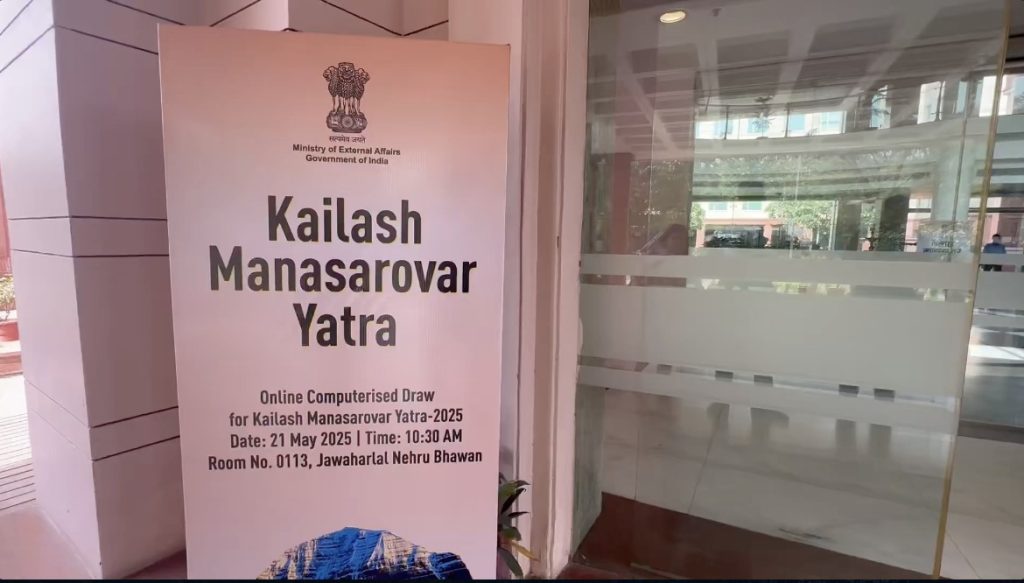 सत्यमेव जयते
Ministry of External Affairs
Government of India
Kailash
Manasarovar
Yatra
Online Computerised Draw
for Kailash Manasarovar Yatra-2025
Date: 21 May 2025 | Time: 10:30 AM
Room No. 0113, Jawaharlal Nehru Bhawan